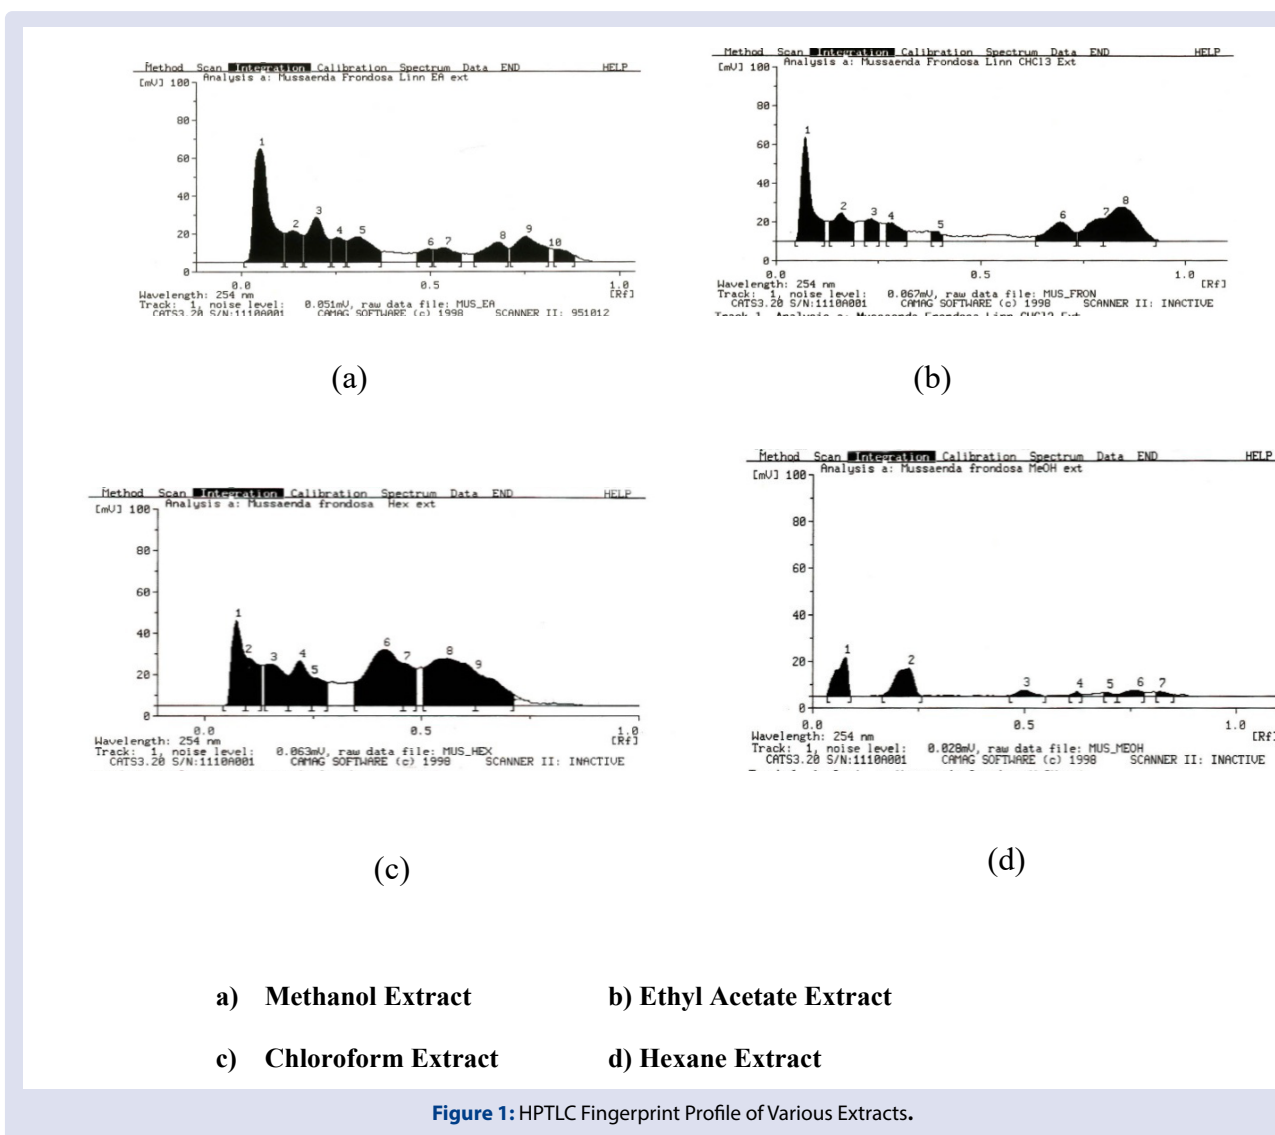 Method Scan Integration Calibration Spectrum Data END HELP
Analysis a: Mussaenda Frondosa Linn EA ext
[mV] 100
80
60
40
20
0
1
2
3
4
5
6
7
8
9
10
0.0 0.5 1.0
[Rf]
Wavelength: 254 nm
Track: 1, noise level: 0.051mV, raw data file: MUS_EA
CATS3.20 S/N:1110A001 CAMAG SOFTWARE (c) 1998 SCANNER II: 951012
(a)
Method Scan Integration Calibration Spectrum Data END HELP
Analysis a: Mussaenda Frondosa Linn CHCl3 Ext
[mV] 100
80
60
40
20
0
1
2
3
4
5
6
7
8
0.0 0.5 1.0
[Rf]
Wavelength: 254 nm
Track: 1, noise level: 0.067mV, raw data file: MUS_FRON
CATS3.20 S/N:1110A001 CAMAG SOFTWARE (c) 1998 SCANNER II: INACTIVE
Track 1, Analysis a: Mussaenda Frondosa Linn CHCl3 Ext
(b)
Method Scan Integration Calibration Spectrum Data END HELP
Analysis a: Mussaenda frondosa Hex ext
[mV] 100
80
60
40
20
0
1
2
3
4
5
6
7
8
9
0.0 0.5 1.0
[Rf]
Wavelength: 254 nm
Track: 1, noise level: 0.063mV, raw data file: MUS_HEX
CATS3.20 S/N:1110A001 CAMAG SOFTWARE (c) 1998 SCANNER II: INACTIVE
(c)
Method Scan Integration Calibration Spectrum Data END HELP
Analysis a: Mussaenda frondosa MeOH ext
[mV] 100
80
60
40
20
0
1
2
3
4
5
6
7
0.0 0.5 1.0
[Rf]
Wavelength: 254 nm
Track: 1, noise level: 0.028mV, raw data file: MUS_MEOH
CATS3.20 S/N:1110A001 CAMAG SOFTWARE (c) 1998 SCANNER II: INACTIVE
(d)
a) Methanol Extract b) Ethyl Acetate Extract
c) Chloroform Extract d) Hexane Extract
Figure 1: HPTLC Fingerprint Profile of Various Extracts.